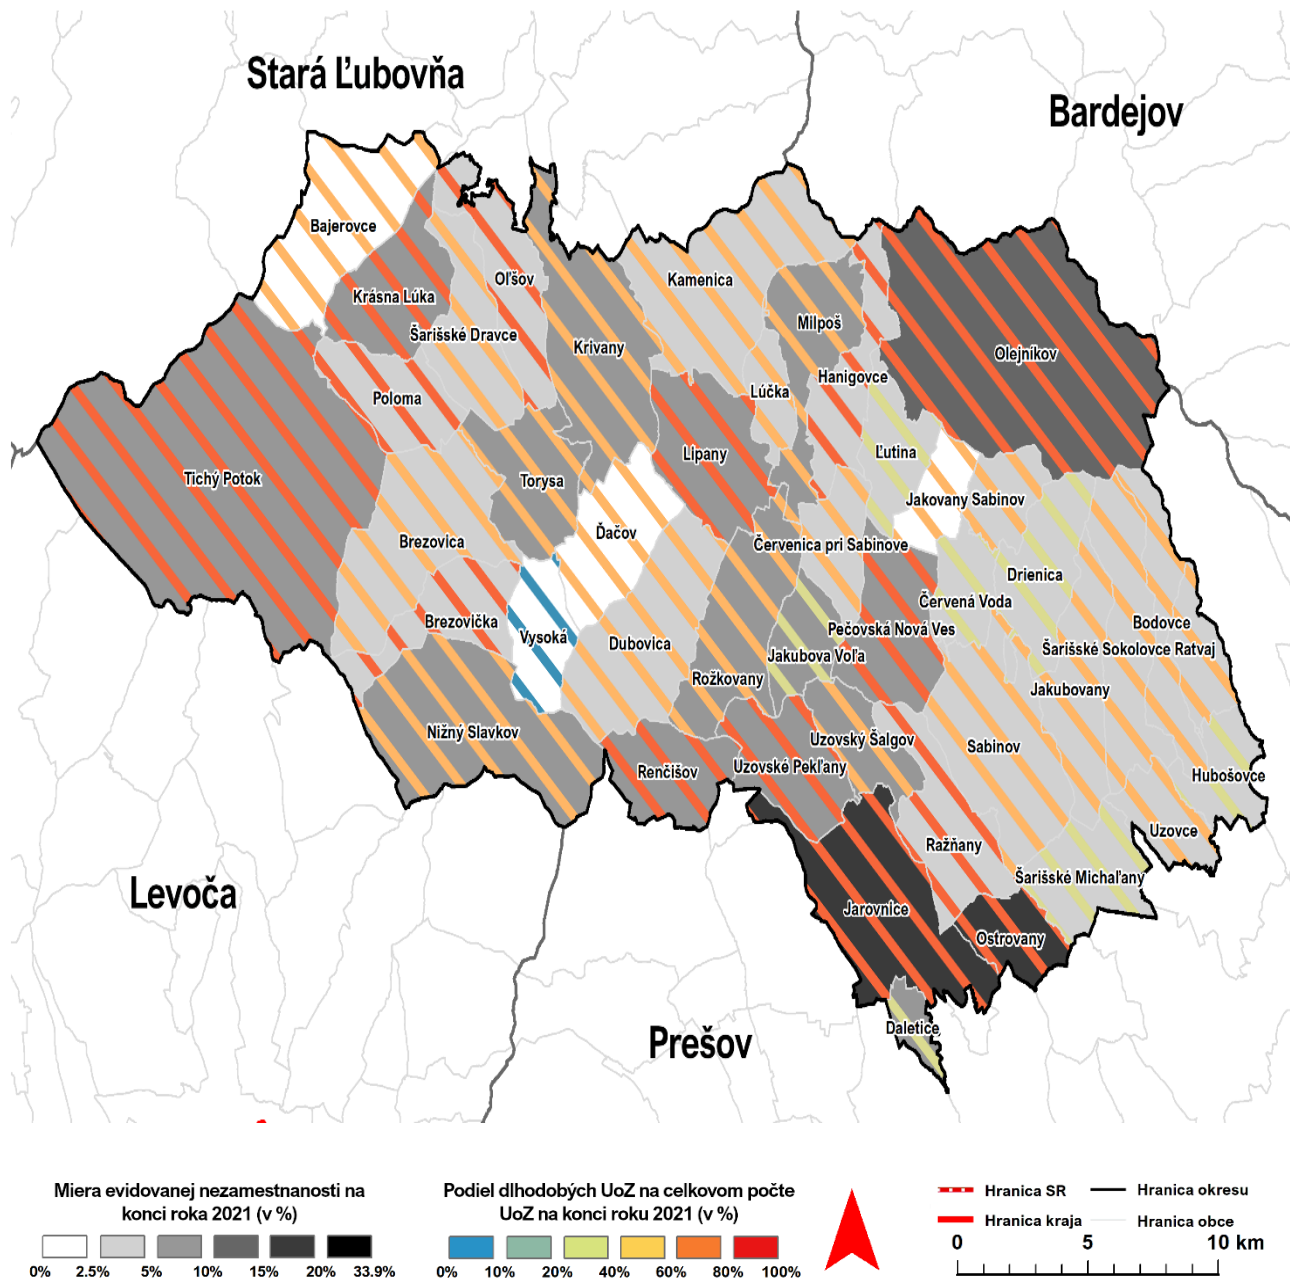 Stará Ľubovňa
Bardejov
Bajerovce
Oľšov
Kamenica
Krásna Lúka
Milpoš
Šarišské Dravce
Krivany
Olejníkov
Hanigovce
Lúčka
Poloma
Ľutina
Lipany
Tichý Potok
Torysa
Jakovany Sabinov
Ďačov
Brezovica
Červenica pri Sabinove
Drienica
Červená Voda
Brezovička
Bodovce
Vysoká
Pečovská Nová Ves
Dubovica
Šarišské Sokolovce Ratvaj
Jakubova Voľa
Rožkovany
Jakubovany
Nižný Slavkov
Uzovský Šalgov
Sabinov
Renčišov
Uzovské Pekľany
Hubošovce
Uzovce
Ražňany
Šarišské Michaľany
Levoča
Jarovnice
Ostrovany
Daletice
Prešov
Miera evidovanej nezamestnanosti na
konci roka 2021 (v %)
0% 2.5% 5% 10% 15% 20% 33.9%
Podiel dlhodobých UoZ na celkovom počte
UoZ na konci roku 2021 (v %)
0% 10% 20% 40% 60% 80% 100%
Hranica SR
Hranica okresu
Hranica kraja
Hranica obce
0 5 10 km